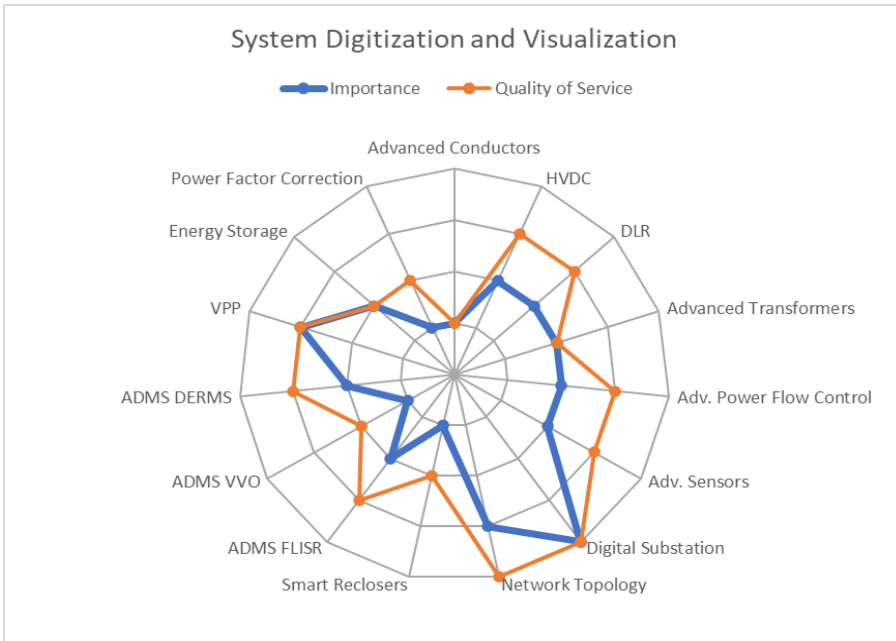 System Digitization and Visualization
Importance Quality of Service
Advanced Conductors
Power Factor Correction HVDC
Energy Storage DLR
VPP Advanced Transformers
ADMS DERMS Adv. Power Flow Control
ADMS VVO Adv. Sensors
ADMS FLISR Digital Substation
Smart Reclosers Network Topology